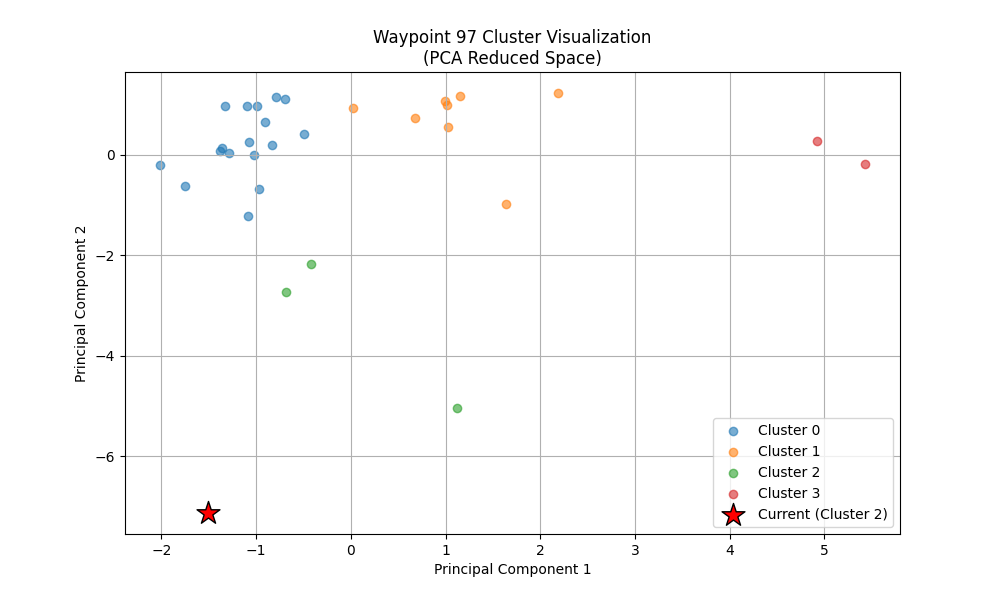 Waypoint 97 Cluster Visualization
(PCA Reduced Space)
Principal Component 2
0
−2
−4
−6
Cluster 0
Cluster 1
Cluster 2
Cluster 3
Current (Cluster 2)
−2 −1 0 1 2 3 4 5
Principal Component 1